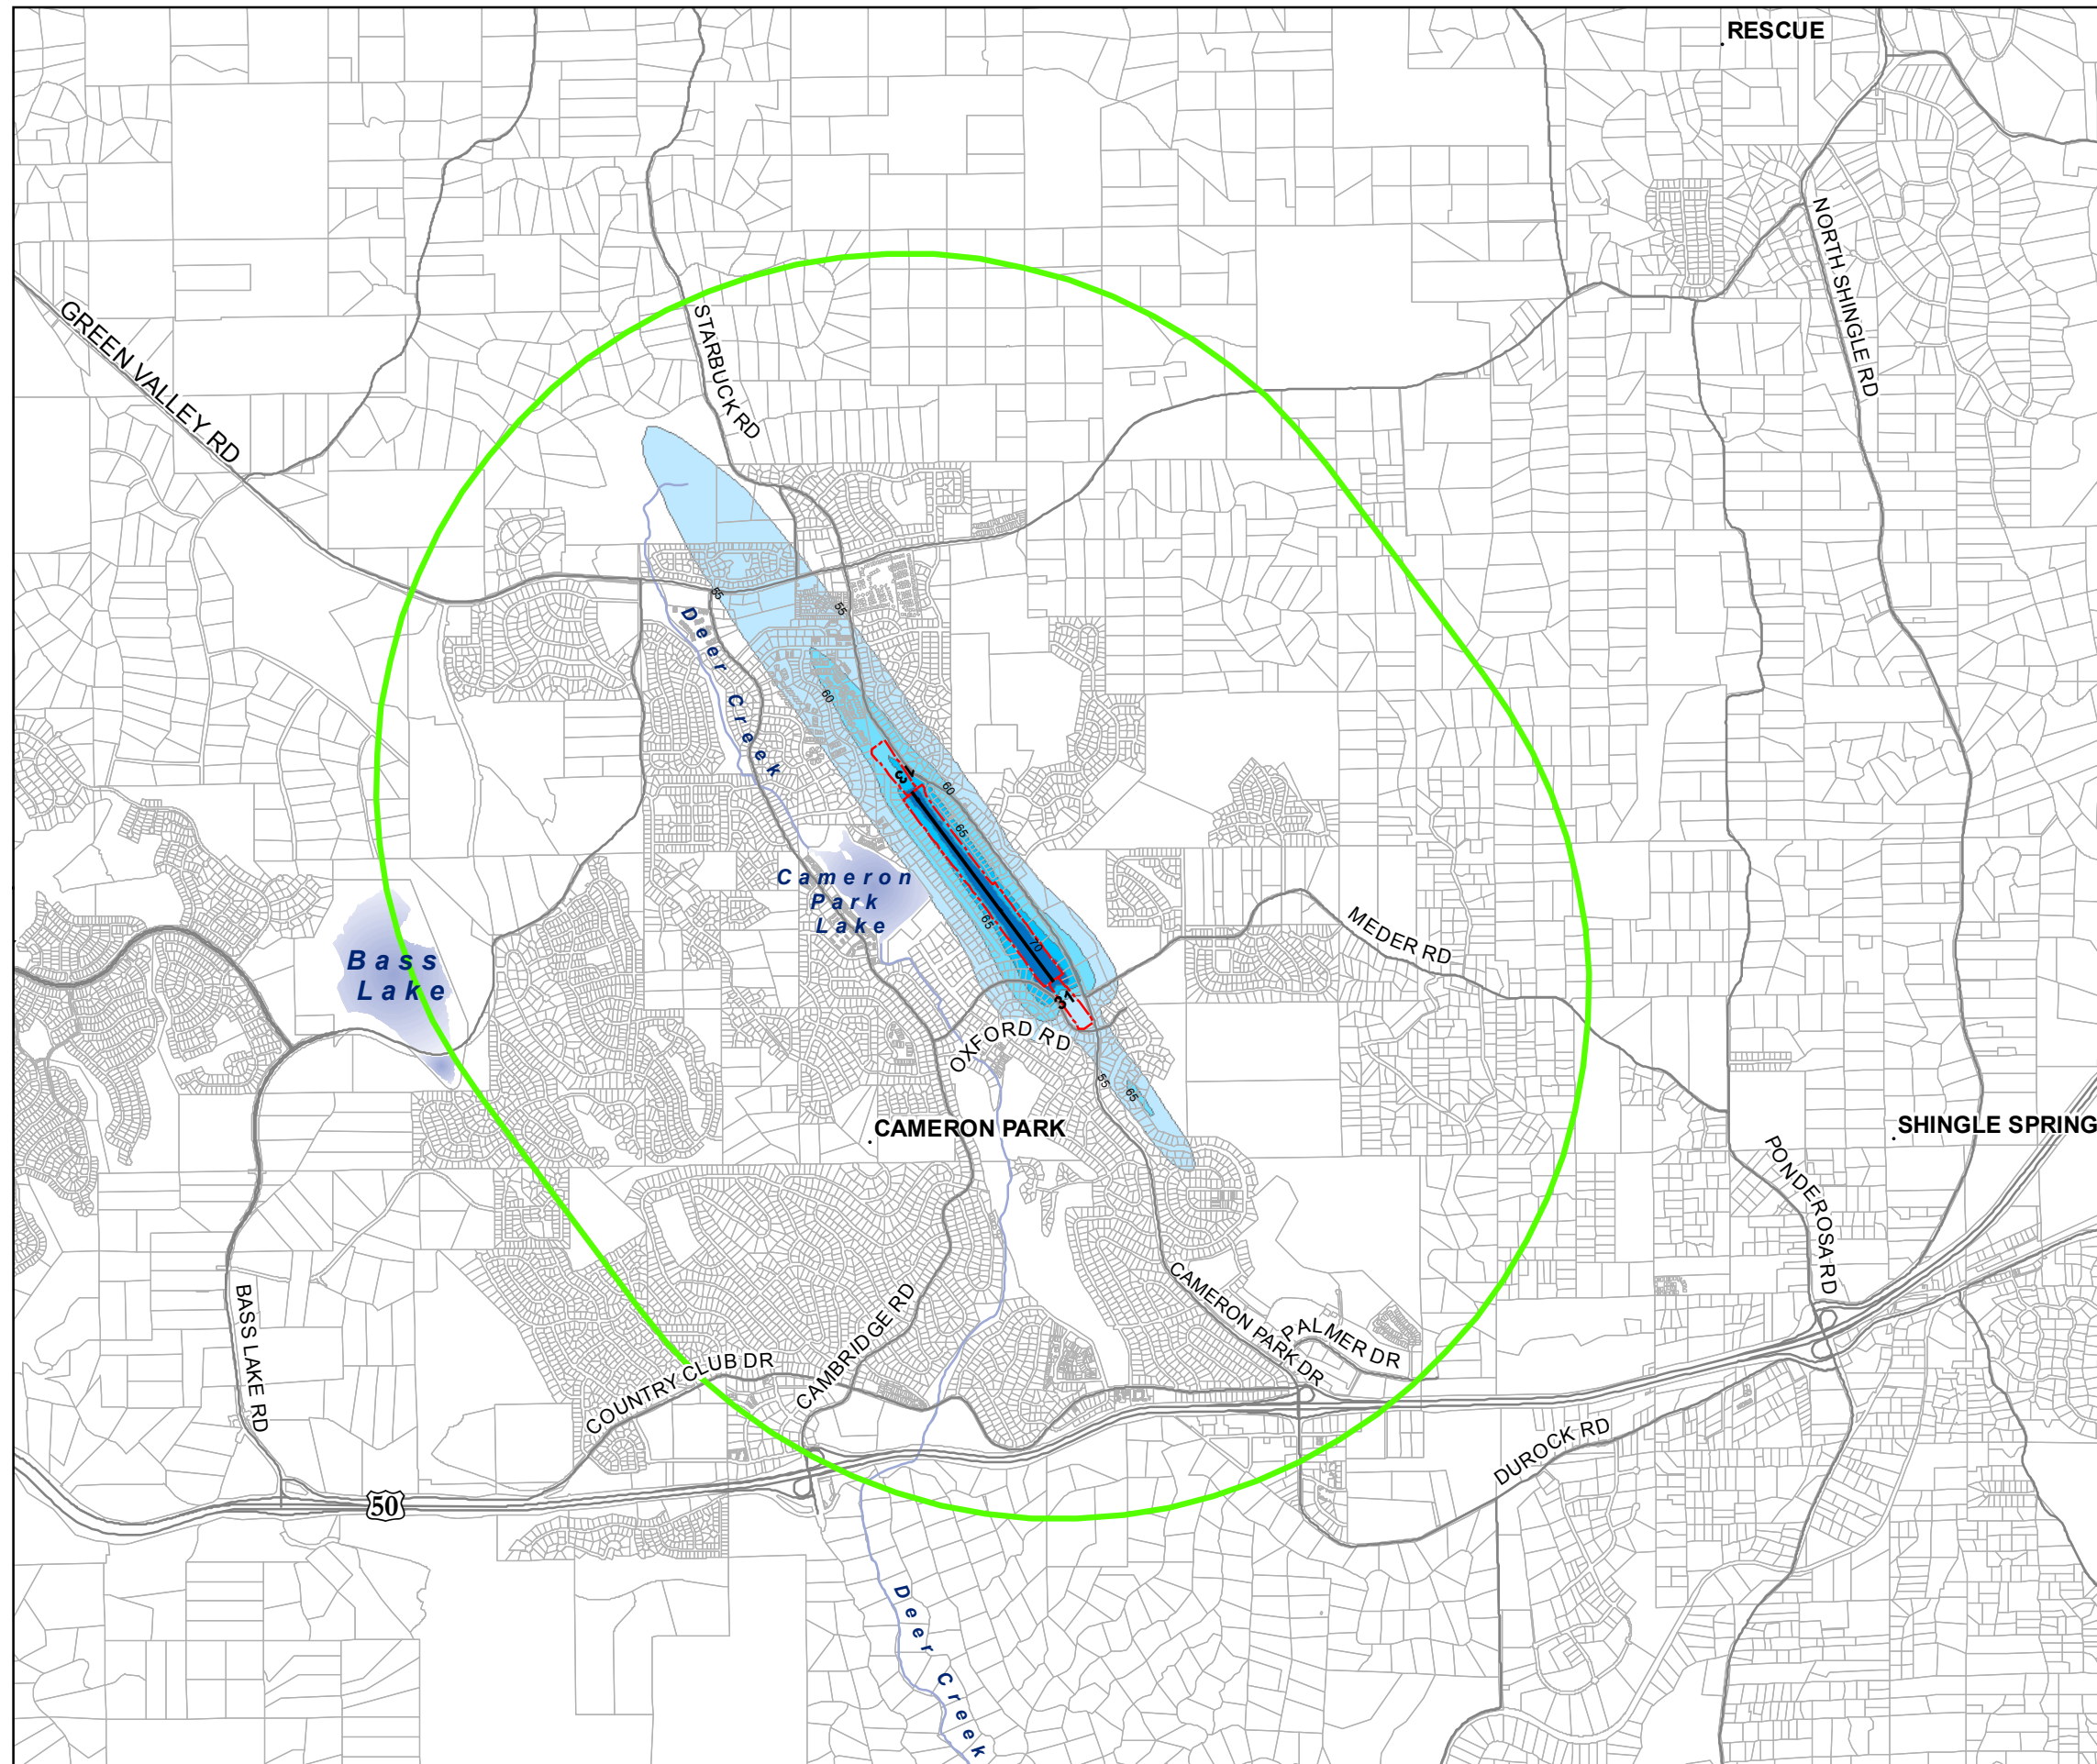 RESCUE
NORTH SHINGLE RD
STARBUCK RD
GREEN VALLEY RD
55
55
Deer Creek
60
60
65
65
70
31
Cameron
Park
Lake
MEDER RD
Bass
Lake
OXFORD RD
55
65
CAMERON PARK
SHINGLE SPRING
PONDEROSA RD
BASS LAKE RD
CAMERON PARK DR
PALMER DR
CAMBRIDGE RD
COUNTRY CLUB DR
DUROCK RD
50
Deer Creek